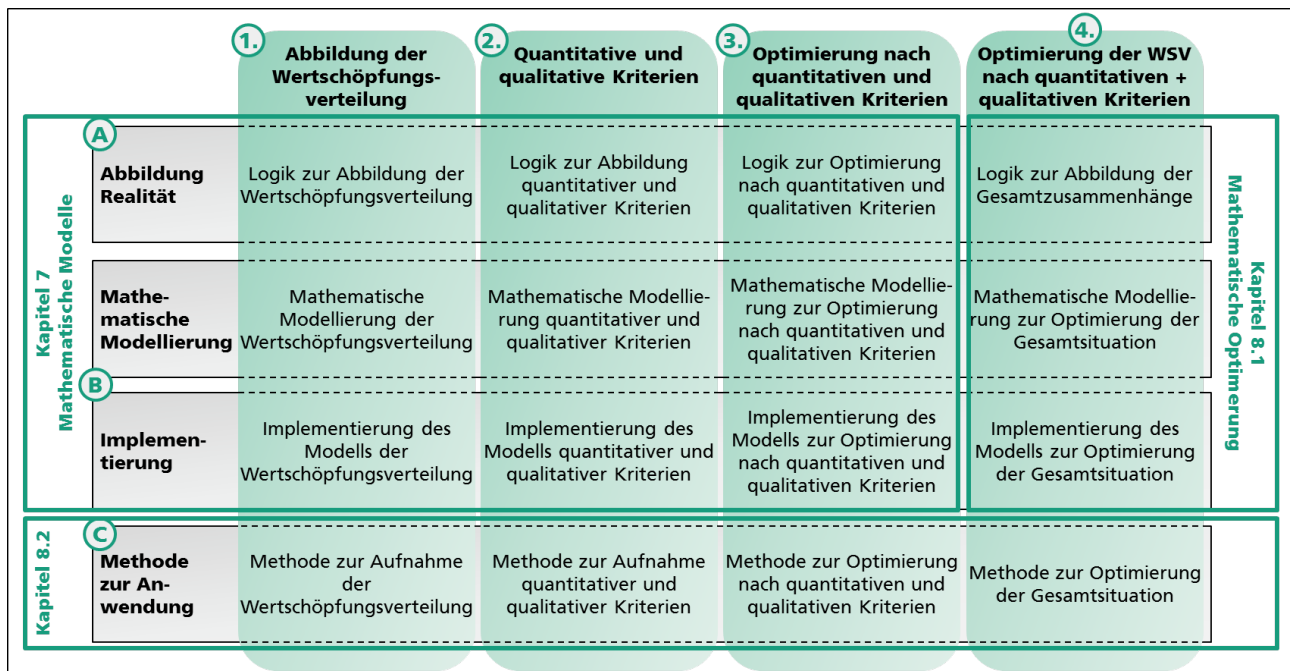 1.
Abbildung der
Wertschöpfungs-
verteilung
2.
Quantitative und
qualitative Kriterien
3.
Optimierung nach
quantitativen und
qualitativen Kriterien
4.
Optimierung der WSV
nach quantitativen +
qualitativen Kriterien
Kapitel 7
Mathematische Modelle
A
Abbildung
Realität
Logik zur Abbildung der
Wertschöpfungsverteilung
Logik zur Abbildung
quantitativer und
qualitativer Kriterien
Logik zur Optimierung
nach quantitativen und
qualitativen Kriterien
Logik zur Abbildung der
Gesamtzusammenhänge
Mathe-
matische
Modellierung
Mathematische
Modellierung der
Wertschöpfungsverteilung
Mathematische Modellie-
rung quantitativer und
qualitativer Kriterien
Mathematische Modellie-
rung zur Optimierung
nach quantitativen und
qualitativen Kriterien
Mathematische Modellie-
rung zur Optimierung der
Gesamtsituation
B
Implemen-
tierung
Implementierung des
Modells der
Wertschöpfungsverteilung
Implementierung des
Modells quantitativer und
qualitativer Kriterien
Implementierung des
Modells zur Optimierung
nach quantitativen und
qualitativen Kriterien
Implementierung des
Modells zur Optimierung
der Gesamtsituation
Kapitel 8.1
Mathematische Optimerung
Kapitel 8.2
C
Methode
zur An-
wendung
Methode zur Aufnahme
der
Wertschöpfungsverteilung
Methode zur Aufnahme
quantitativer und
qualitativer Kriterien
Methode zur Optimierung
nach quantitativen und
qualitativen Kriterien
Methode zur Optimierung
der Gesamtsituation